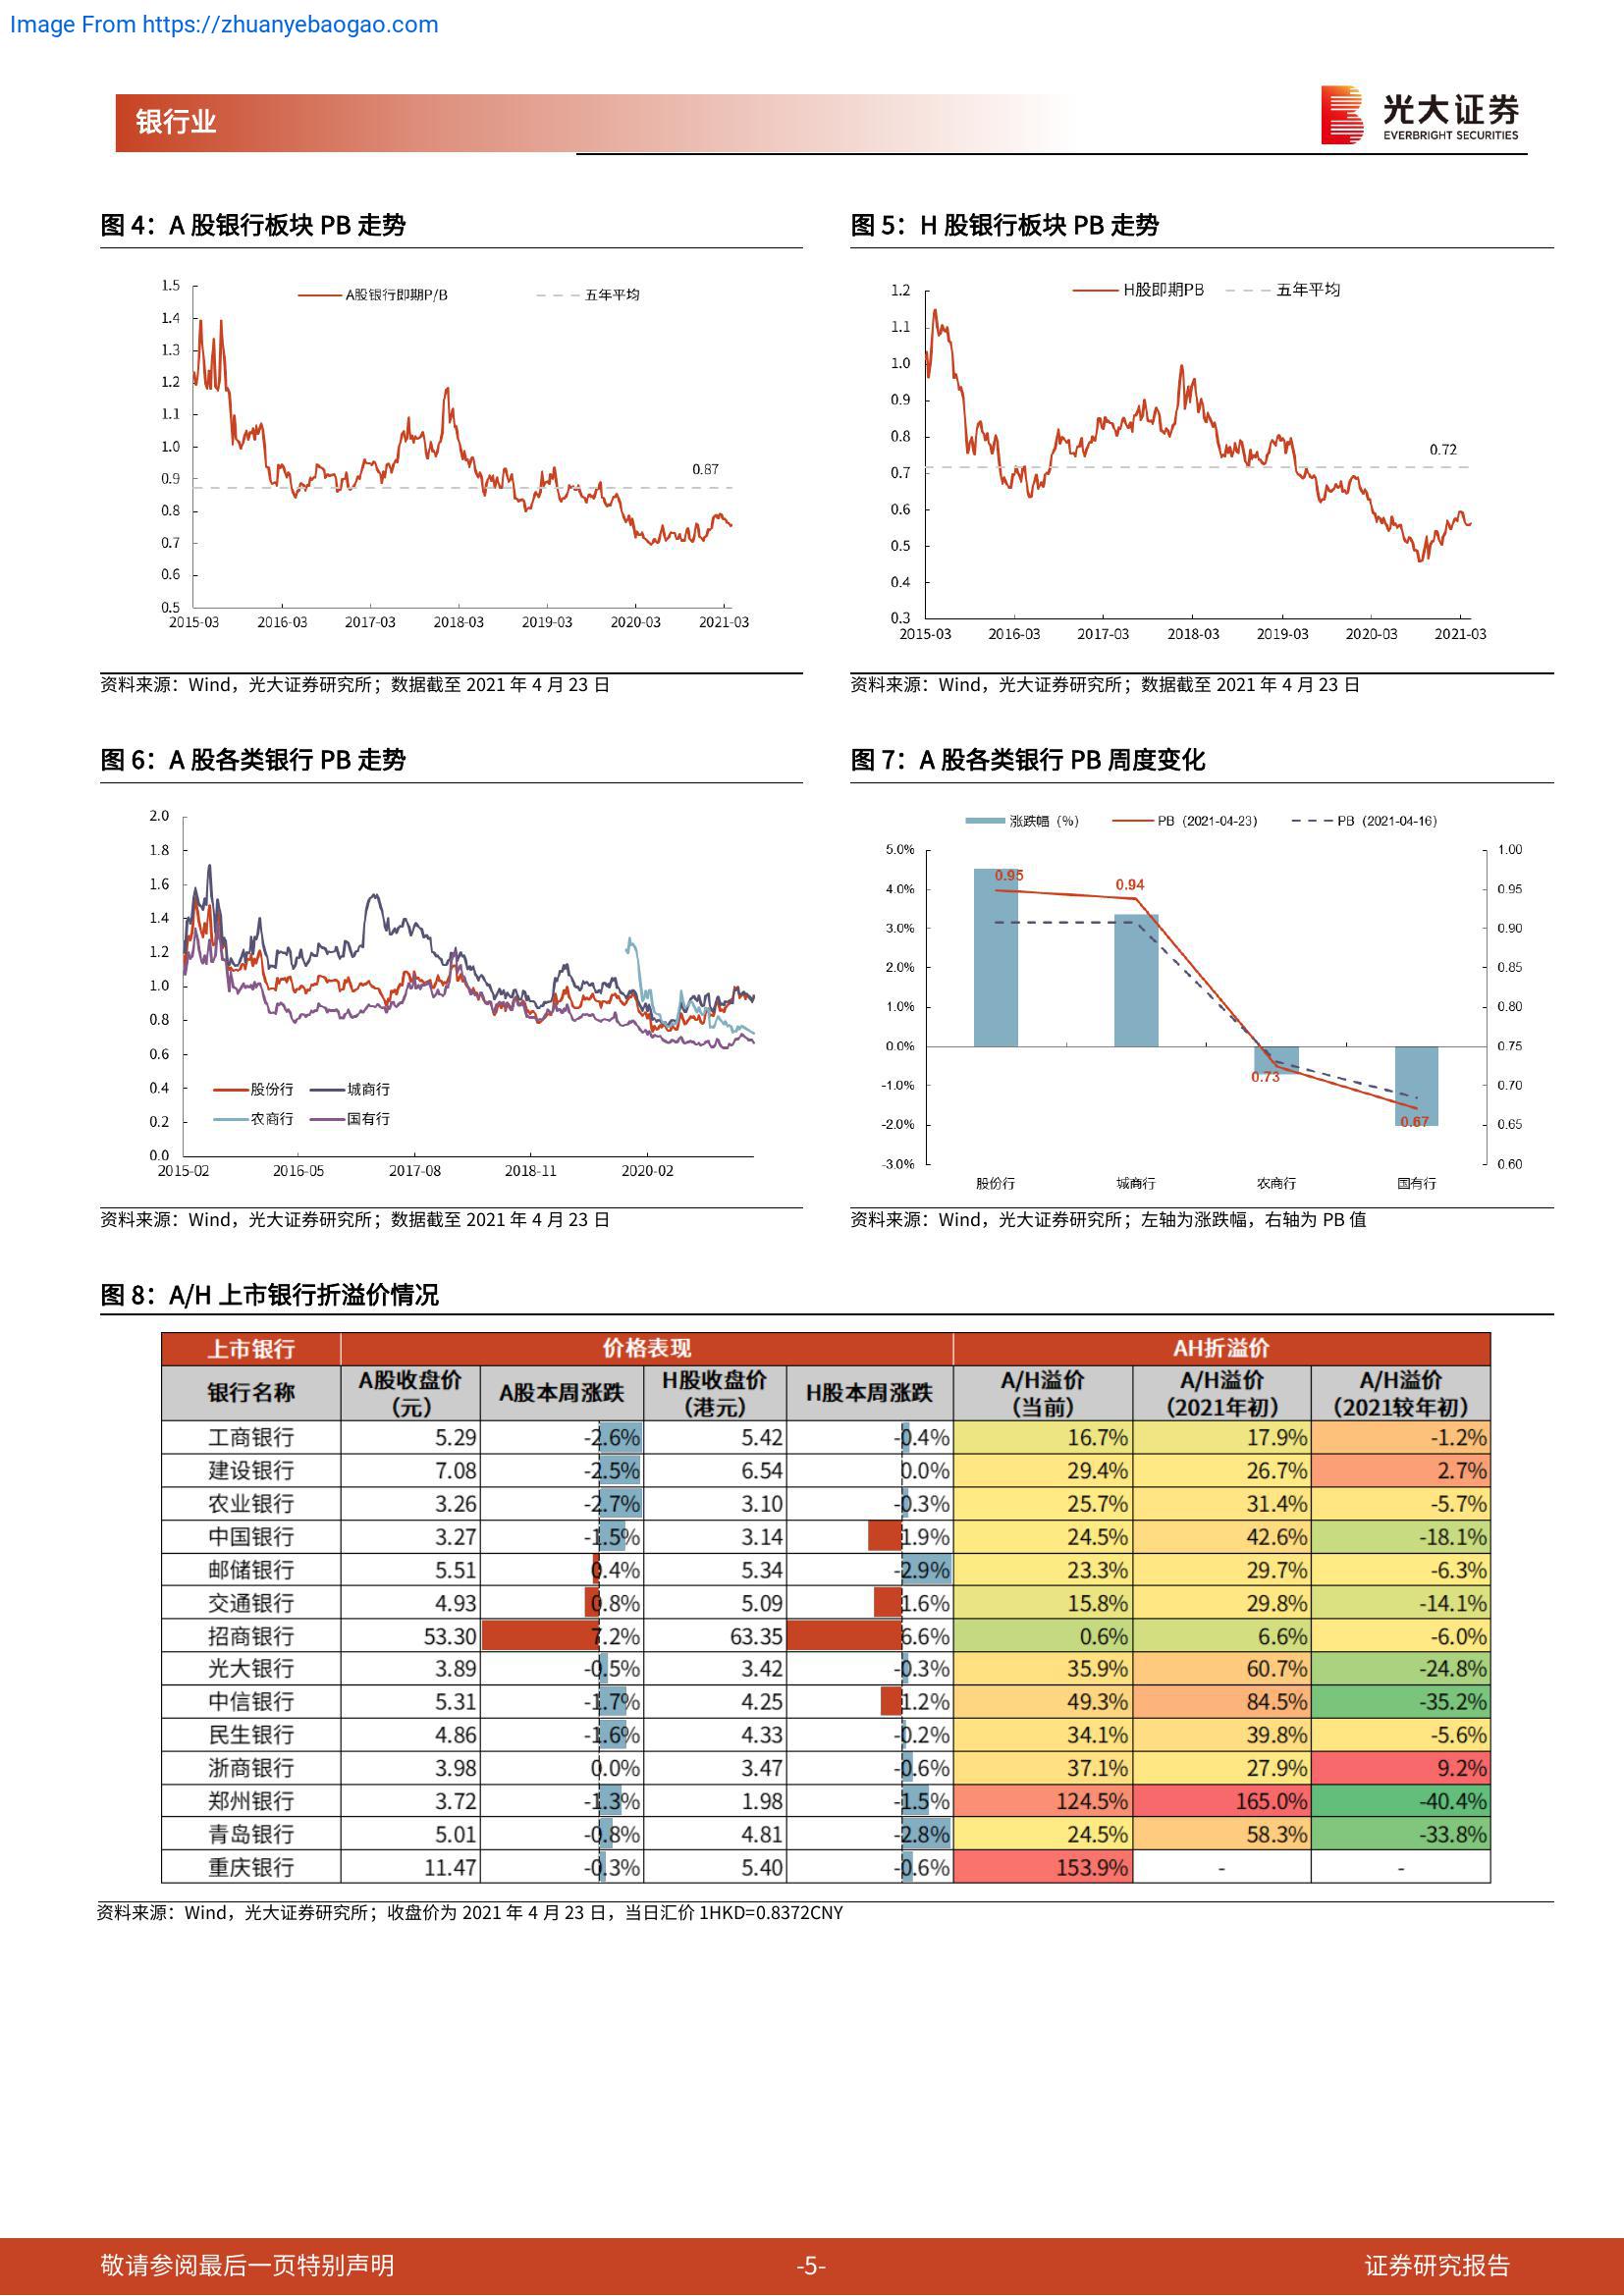 Image From https://zhuanyebaogao.com
银行业
光大证券
EVERBRIGHT SECURITIES
图 4：A 股银行板块 PB 走势
1.5
1.4
1.3
1.2
1.1
1.0
0.9
0.8
0.7
0.6
0.5
A股银行即期P/B
五年平均
0.87
2015-03 2016-03 2017-03 2018-03 2019-03 2020-03 2021-03
资料来源：Wind，光大证券研究所；数据截至 2021 年 4 月 23 日
图 5：H 股银行板块 PB 走势
1.2
1.1
1.0
0.9
0.8
0.7
0.6
0.5
0.4
0.3
H股即期PB
五年平均
0.72
2015-03 2016-03 2017-03 2018-03 2019-03 2020-03 2021-03
资料来源：Wind，光大证券研究所；数据截至 2021 年 4 月 23 日
图 6：A 股各类银行 PB 走势
2.0
1.8
1.6
1.4
1.2
1.0
0.8
0.6
0.4
0.2
0.0
股份行 城商行
农商行 国有行
2015-02 2016-05 2017-08 2018-11 2020-02
资料来源：Wind，光大证券研究所；数据截至 2021 年 4 月 23 日
图 7：A 股各类银行 PB 周度变化
涨跌幅（%） PB（2021-04-23） PB（2021-04-16）
5.0%
4.0%
3.0%
2.0%
1.0%
0.0%
-1.0%
-2.0%
-3.0%
0.95
0.94
0.73
0.67
1.00
0.95
0.90
0.85
0.80
0.75
0.70
0.65
0.60
股份行 城商行 农商行 国有行
资料来源：Wind，光大证券研究所；左轴为涨跌幅，右轴为 PB 值
图 8：A/H 上市银行折溢价情况
上市银行 价格表现 AH折溢价
银行名称 A股收盘价（元） A股本周涨跌 H股收盘价（港元） H股本周涨跌 A/H溢价（当前） A/H溢价（2021年初） A/H溢价（2021较年初）
工商银行 5.29 -2.6% 5.42 -0.4% 16.7% 17.9% -1.2%
建设银行 7.08 -2.5% 6.54 0.0% 29.4% 26.7% 2.7%
农业银行 3.26 -2.7% 3.10 -0.3% 25.7% 31.4% -5.7%
中国银行 3.27 -1.5% 3.14 1.9% 24.5% 42.6% -18.1%
邮储银行 5.51 0.4% 5.34 -2.9% 23.3% 29.7% -6.3%
交通银行 4.93 0.8% 5.09 1.6% 15.8% 29.8% -14.1%
招商银行 53.30 7.2% 63.35 6.6% 0.6% 6.6% -6.0%
光大银行 3.89 -0.5% 3.42 -0.3% 35.9% 60.7% -24.8%
中信银行 5.31 -1.7% 4.25 1.2% 49.3% 84.5% -35.2%
民生银行 4.86 -1.6% 4.33 -0.2% 34.1% 39.8% -5.6%
浙商银行 3.98 0.0% 3.47 -0.6% 37.1% 27.9% 9.2%
郑州银行 3.72 -1.3% 1.98 -1.5% 124.5% 165.0% -40.4%
青岛银行 5.01 -0.8% 4.81 -2.8% 24.5% 58.3% -33.8%
重庆银行 11.47 -0.3% 5.40 -0.6% 153.9% - -
资料来源：Wind，光大证券研究所；收盘价为 2021 年 4 月 23 日，当日汇价 1HKD=0.8372CNY
敬请参阅最后一页特别声明
-5-
证券研究报告